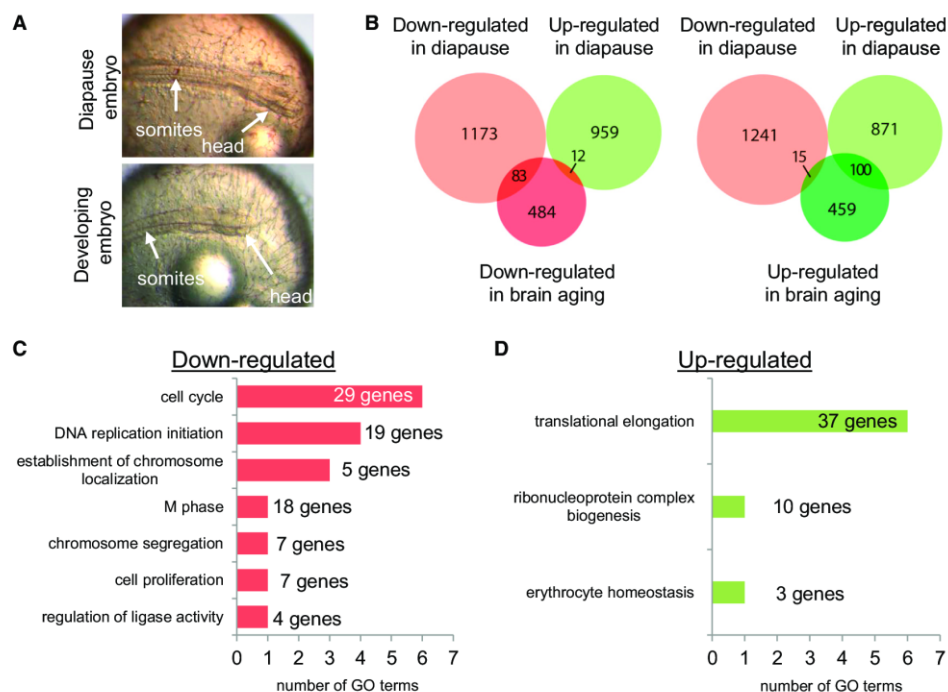 A
Diapause
embryo
somites
head
Developing
embryo
somites
head
B
Down-regulated
in diapause
Up-regulated
in diapause
1173
959
83
12
484
Down-regulated
in brain aging
Down-regulated
in diapause
Up-regulated
in diapause
1241
871
15
100
459
Up-regulated
in brain aging
C
Down-regulated
cell cycle
29 genes
DNA replication initiation
19 genes
establishment of chromosome
localization
5 genes
M phase
18 genes
chromosome segregation
7 genes
cell proliferation
7 genes
regulation of ligase activity
4 genes
0 1 2 3 4 5 6 7
number of GO terms
D
Up-regulated
translational elongation
37 genes
ribonucleoprotein complex
biogenesis
10 genes
erythrocyte homeostasis
3 genes
0 1 2 3 4 5 6 7
number of GO terms